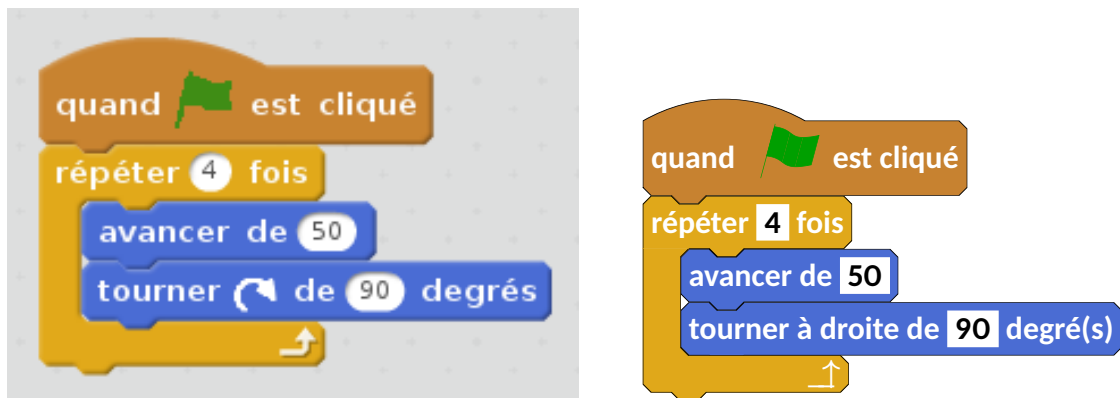 quand est cliqué
répéter 4 fois
avancer de 50
tourner de 90 degrés
quand est cliqué
répéter 4 fois
avancer de 50
tourner à droite de 90 degré(s)